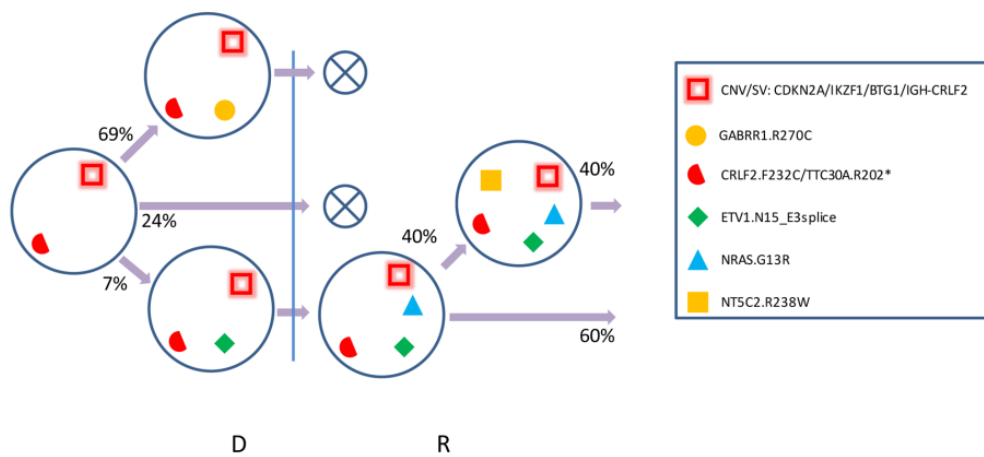 69%
24%
7%
40%
40%
60%
D
R
CNV/SV: CDKN2A/IKZF1/BTG1/IGH-CRLF2
GABRR1.R270C
CRLF2.F232C/TTC30A.R202*
ETV1.N15_E3splice
NRAS.G13R
NT5C2.R238W